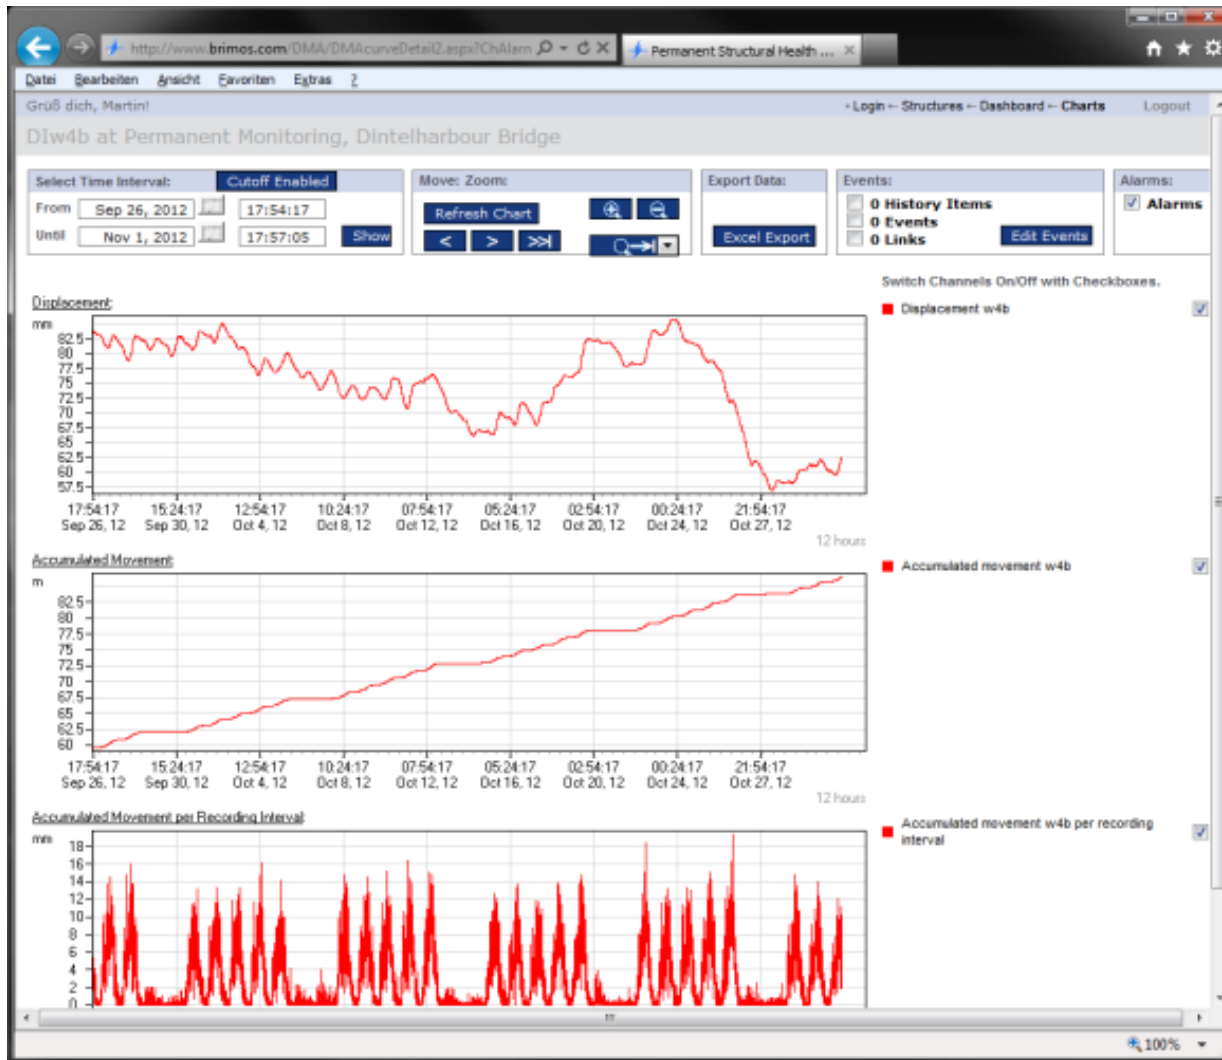 http://www.brimos.com/DMA/DMAcurveDetail2.aspx?ChAlarn
Permanent Structural Health ...
Datei Bearbeiten Ansicht Favoriten Extras ?
Grüß dich, Martin!
Login ← Structures ← Dashboard ← Charts Logout
DIw4b at Permanent Monitoring, Dintelharbour Bridge
Select Time Interval: Cutoff Enabled Move: Zoom: Export Data: Events: Alarms:
From Sep 26, 2012 17:54:17 Refresh Chart 0 History Items Alarms
0 Events
Until Nov 1, 2012 17:57:05 Show < > >>| Excel Export 0 Links Edit Events
Switch Channels On/Off with Checkboxes.
Displacement:
Displacement w4b
mm
82.5
80
77.5
75
72.5
70
67.5
65
62.5
60
57.5
17:54:17 15:24:17 12:54:17 10:24:17 07:54:17 05:24:17 02:54:17 00:24:17 21:54:17
Sep 26, 12 Sep 30, 12 Oct 4, 12 Oct 8, 12 Oct 12, 12 Oct 16, 12 Oct 20, 12 Oct 24, 12 Oct 27, 12
12 hours
Accumulated Movement:
Accumulated movement w4b
m
82.5
80
77.5
75
72.5
70
67.5
65
62.5
60
17:54:17 15:24:17 12:54:17 10:24:17 07:54:17 05:24:17 02:54:17 00:24:17 21:54:17
Sep 26, 12 Sep 30, 12 Oct 4, 12 Oct 8, 12 Oct 12, 12 Oct 16, 12 Oct 20, 12 Oct 24, 12 Oct 27, 12
12 hours
Accumulated Movement per Recording Interval:
Accumulated movement w4b per recording
interval
mm
18
16
14
12
10
8
6
4
2
0
100%